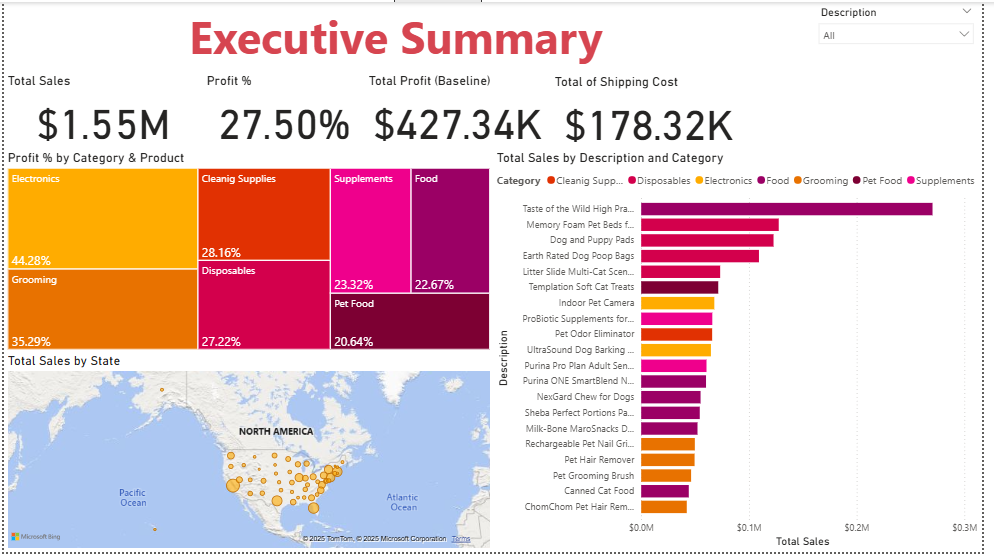 Executive Summary
Description
All
Total Sales
$1.55M
Profit %
27.50%
Total Profit (Baseline)
$427.34K
Total of Shipping Cost
$178.32K
Profit % by Category & Product
Electronics
44.28%
Grooming
35.29%
Cleanig Supplies
28.16%
Disposables
27.22%
Supplements
23.32%
Food
22.67%
Pet Food
20.64%
Total Sales by State
NORTH AMERICA
Pacific
Ocean
Atlantic
Ocean
Microsoft Bing
© 2025 TomTom, © 2025 Microsoft Corporation Terms
Total Sales by Description and Category
Category Cleanig Supp... Disposables Electronics Food Grooming Pet Food Supplements
Description
Taste of the Wild High Pra...
Memory Foam Pet Beds f...
Dog and Puppy Pads
Earth Rated Dog Poop Bags
Litter Slide Multi-Cat Scen...
Templation Soft Cat Treats
Indoor Pet Camera
ProBiotic Supplements for...
Pet Odor Eliminator
UltraSound Dog Barking ...
Purina Pro Plan Adult Sen...
Purina ONE SmartBlend N...
NexGard Chew for Dogs
Sheba Perfect Portions Pa...
Milk-Bone MaroSnacks D...
Rechargeable Pet Nail Gri...
Pet Hair Remover
Pet Grooming Brush
Canned Cat Food
ChomChom Pet Hair Rem...
$0.0M $0.1M $0.2M $0.3M
Total Sales